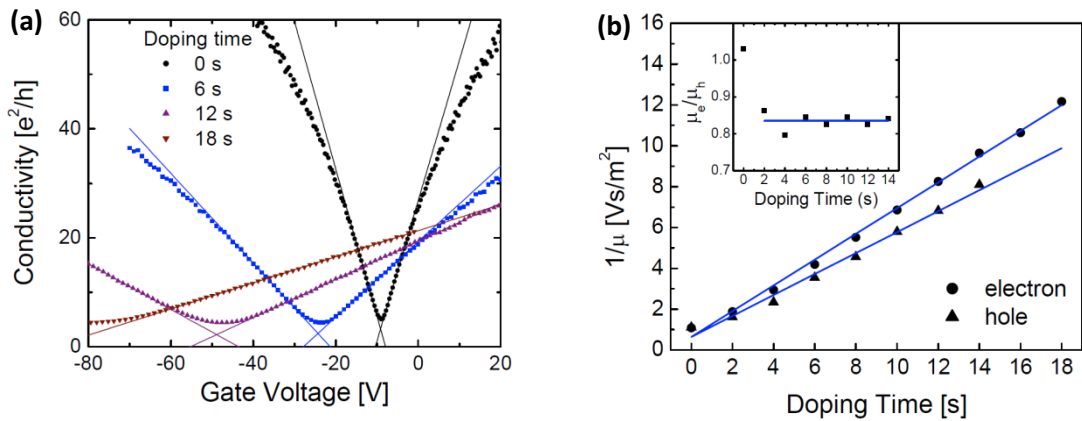 (a)
Doping time
0 s
6 s
12 s
18 s
Conductivity [e²/h]
60
40
20
0
-80 -60 -40 -20 0 20
Gate Voltage [V]
(b)
1/μ [Vs/m²]
16
14
12
10
8
6
4
2
0
μe/μh
1.0
0.9
0.8
0.7
0 2 4 6 8 10 12 14
Doping Time (s)
electron
hole
0 2 4 6 8 10 12 14 16 18
Doping Time [s]